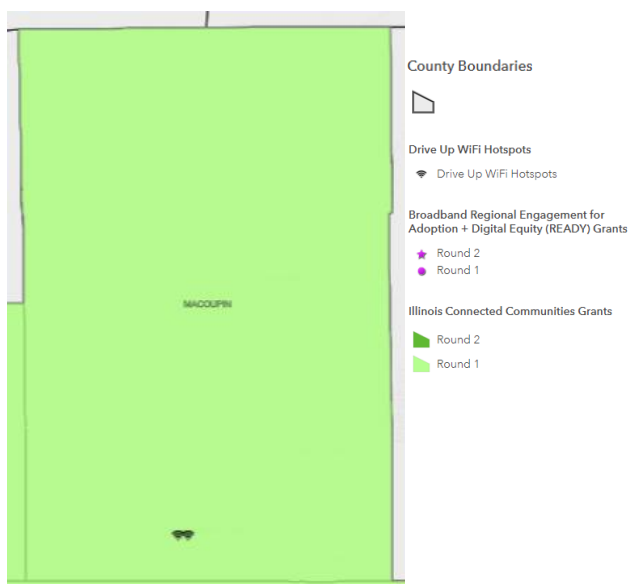 County Boundaries
Drive Up WiFi Hotspots
Drive Up WiFi Hotspots
Broadband Regional Engagement for
Adoption + Digital Equity (READY) Grants
Round 2
Round 1
MACOUPIN
Illinois Connected Communities Grants
Round 2
Round 1